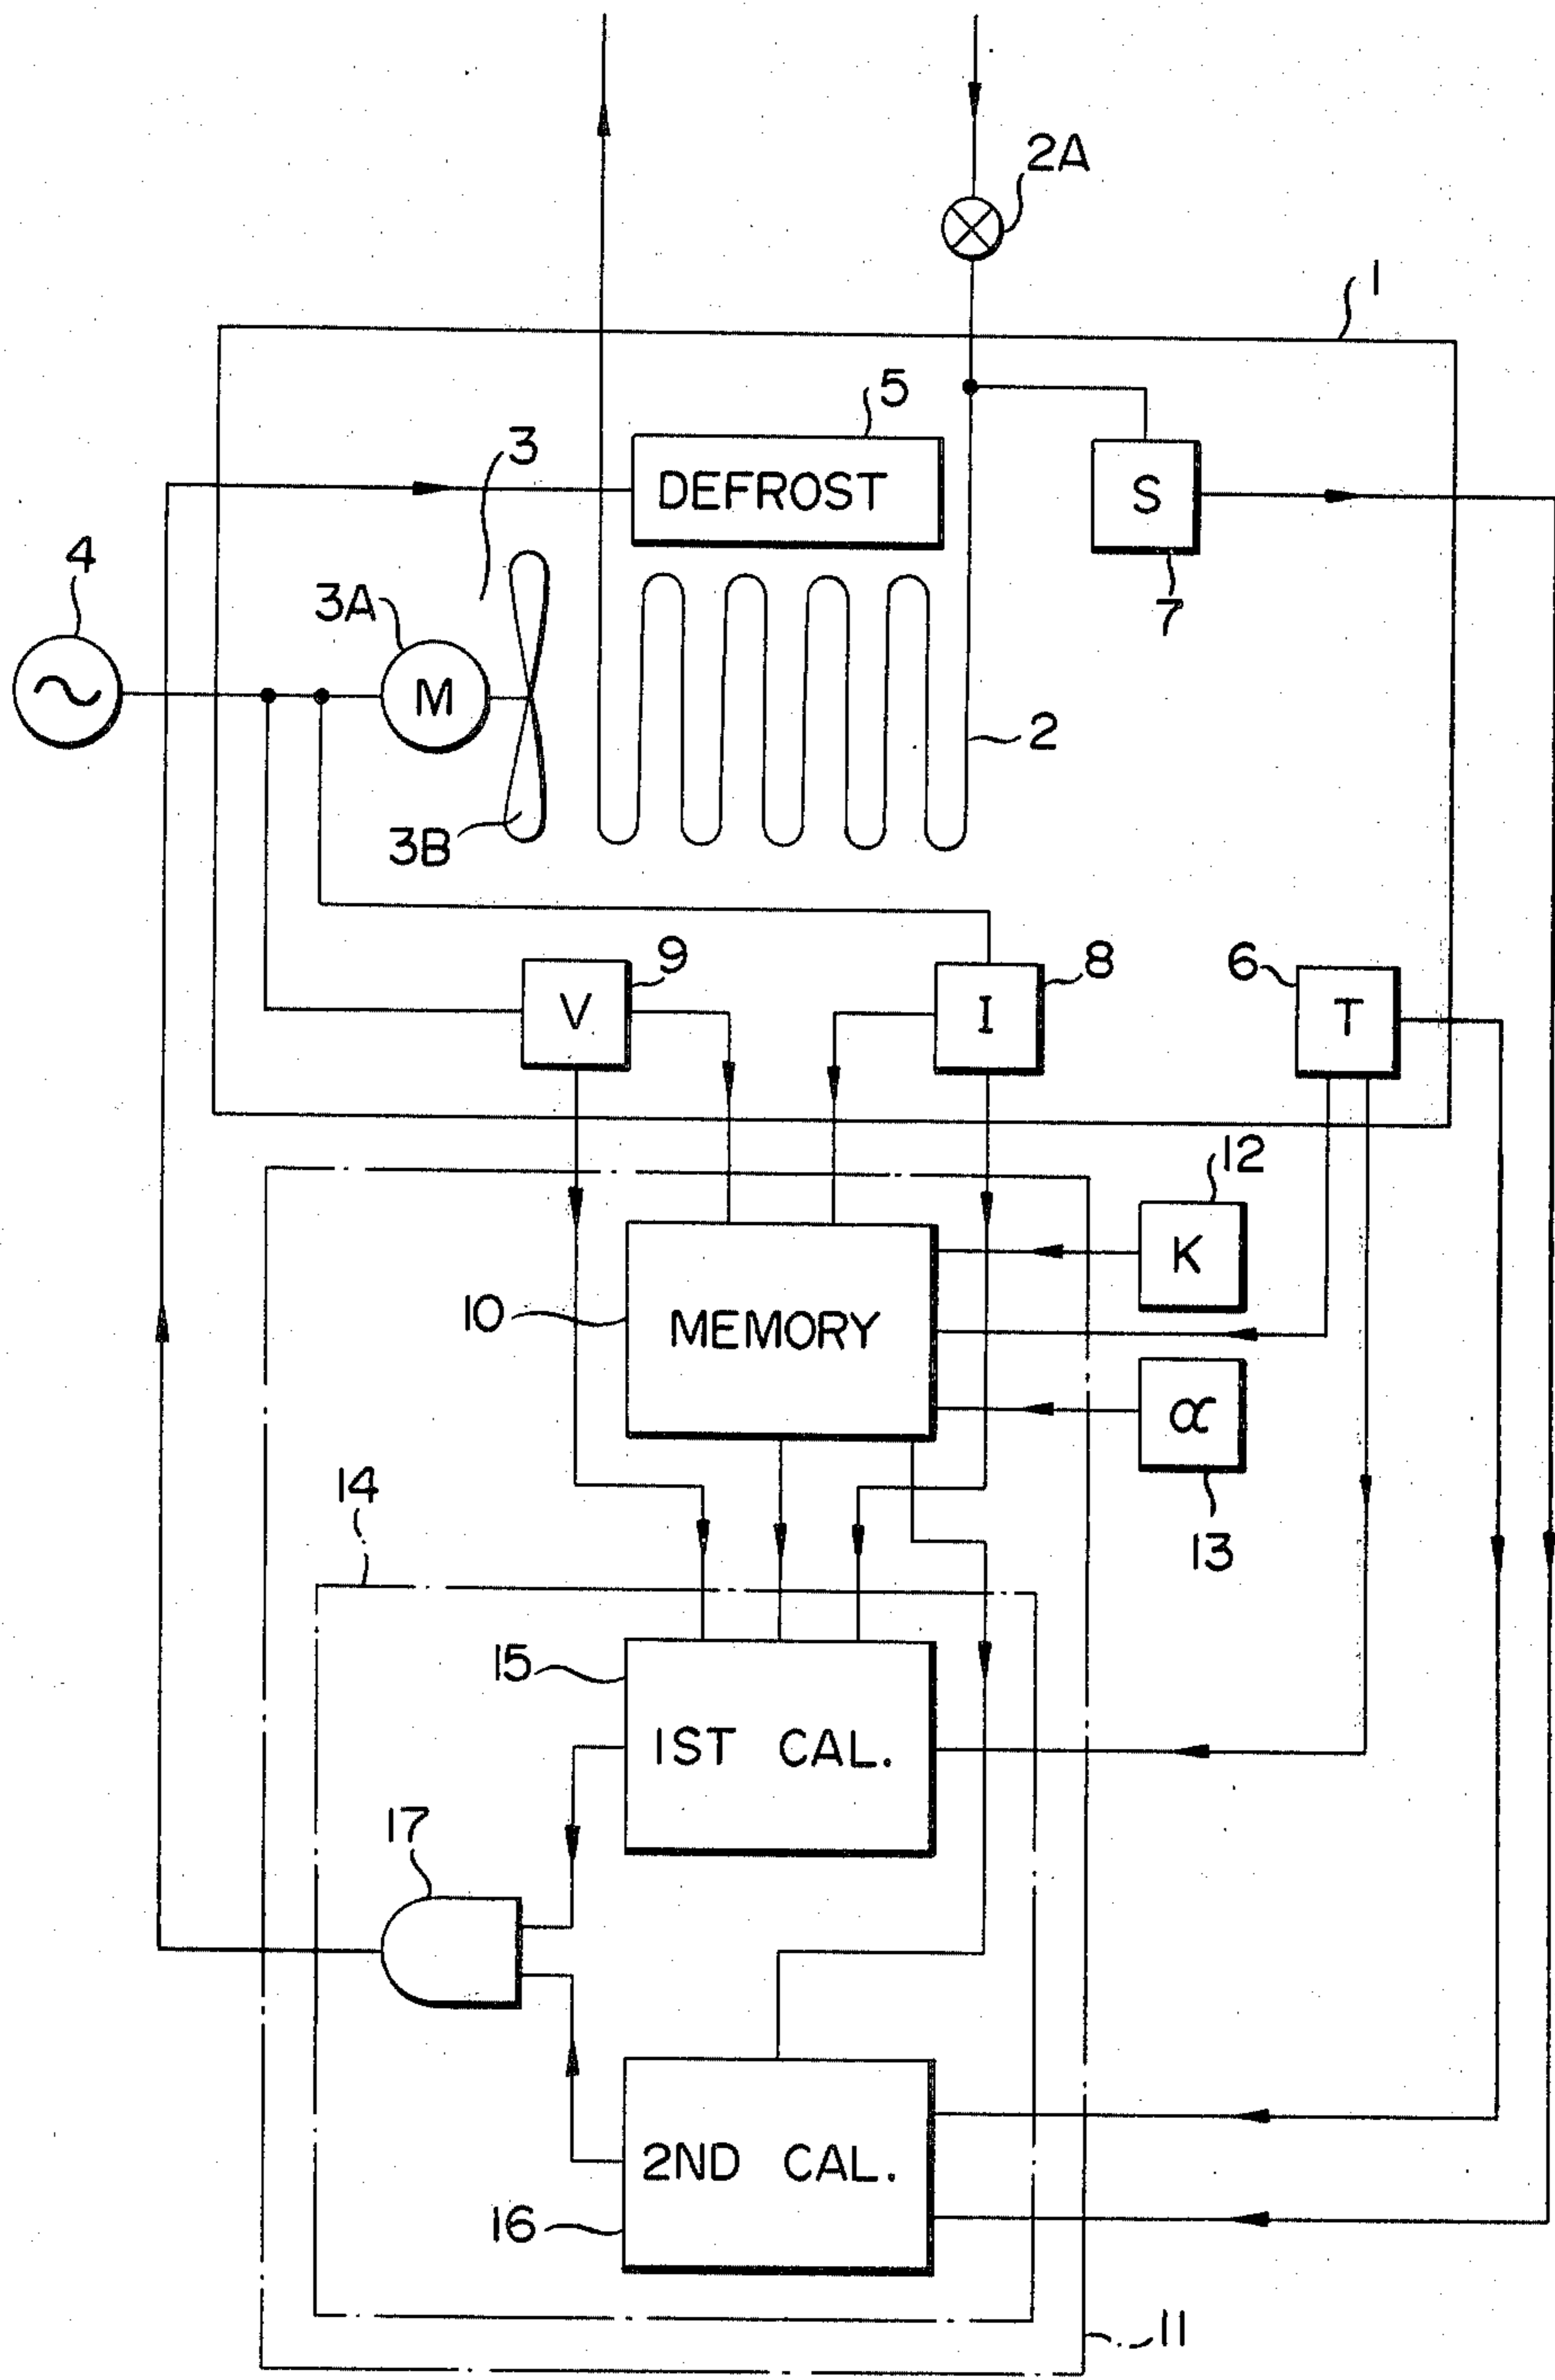 2A
1
5
3
DEFROST
S
4
3A
7
M
2
3B
9
8
6
V
I
T
12
K
10
MEMORY
α
14
13
15
1ST CAL.
17
2ND CAL.
16
11